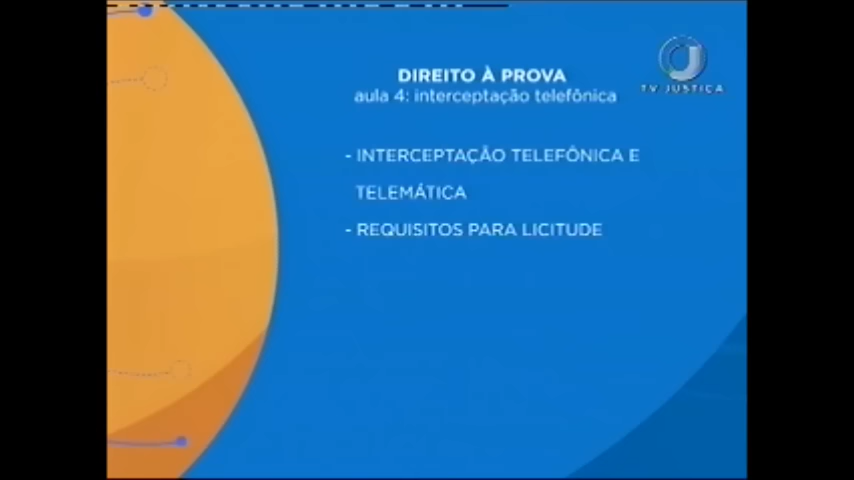 DIREITO À PROVA
aula 4: interceptação telefônica
TV JUSTIÇA
- INTERCEPTAÇÃO TELEFÔNICA E
TELEMÁTICA
- REQUISITOS PARA LICITUDE